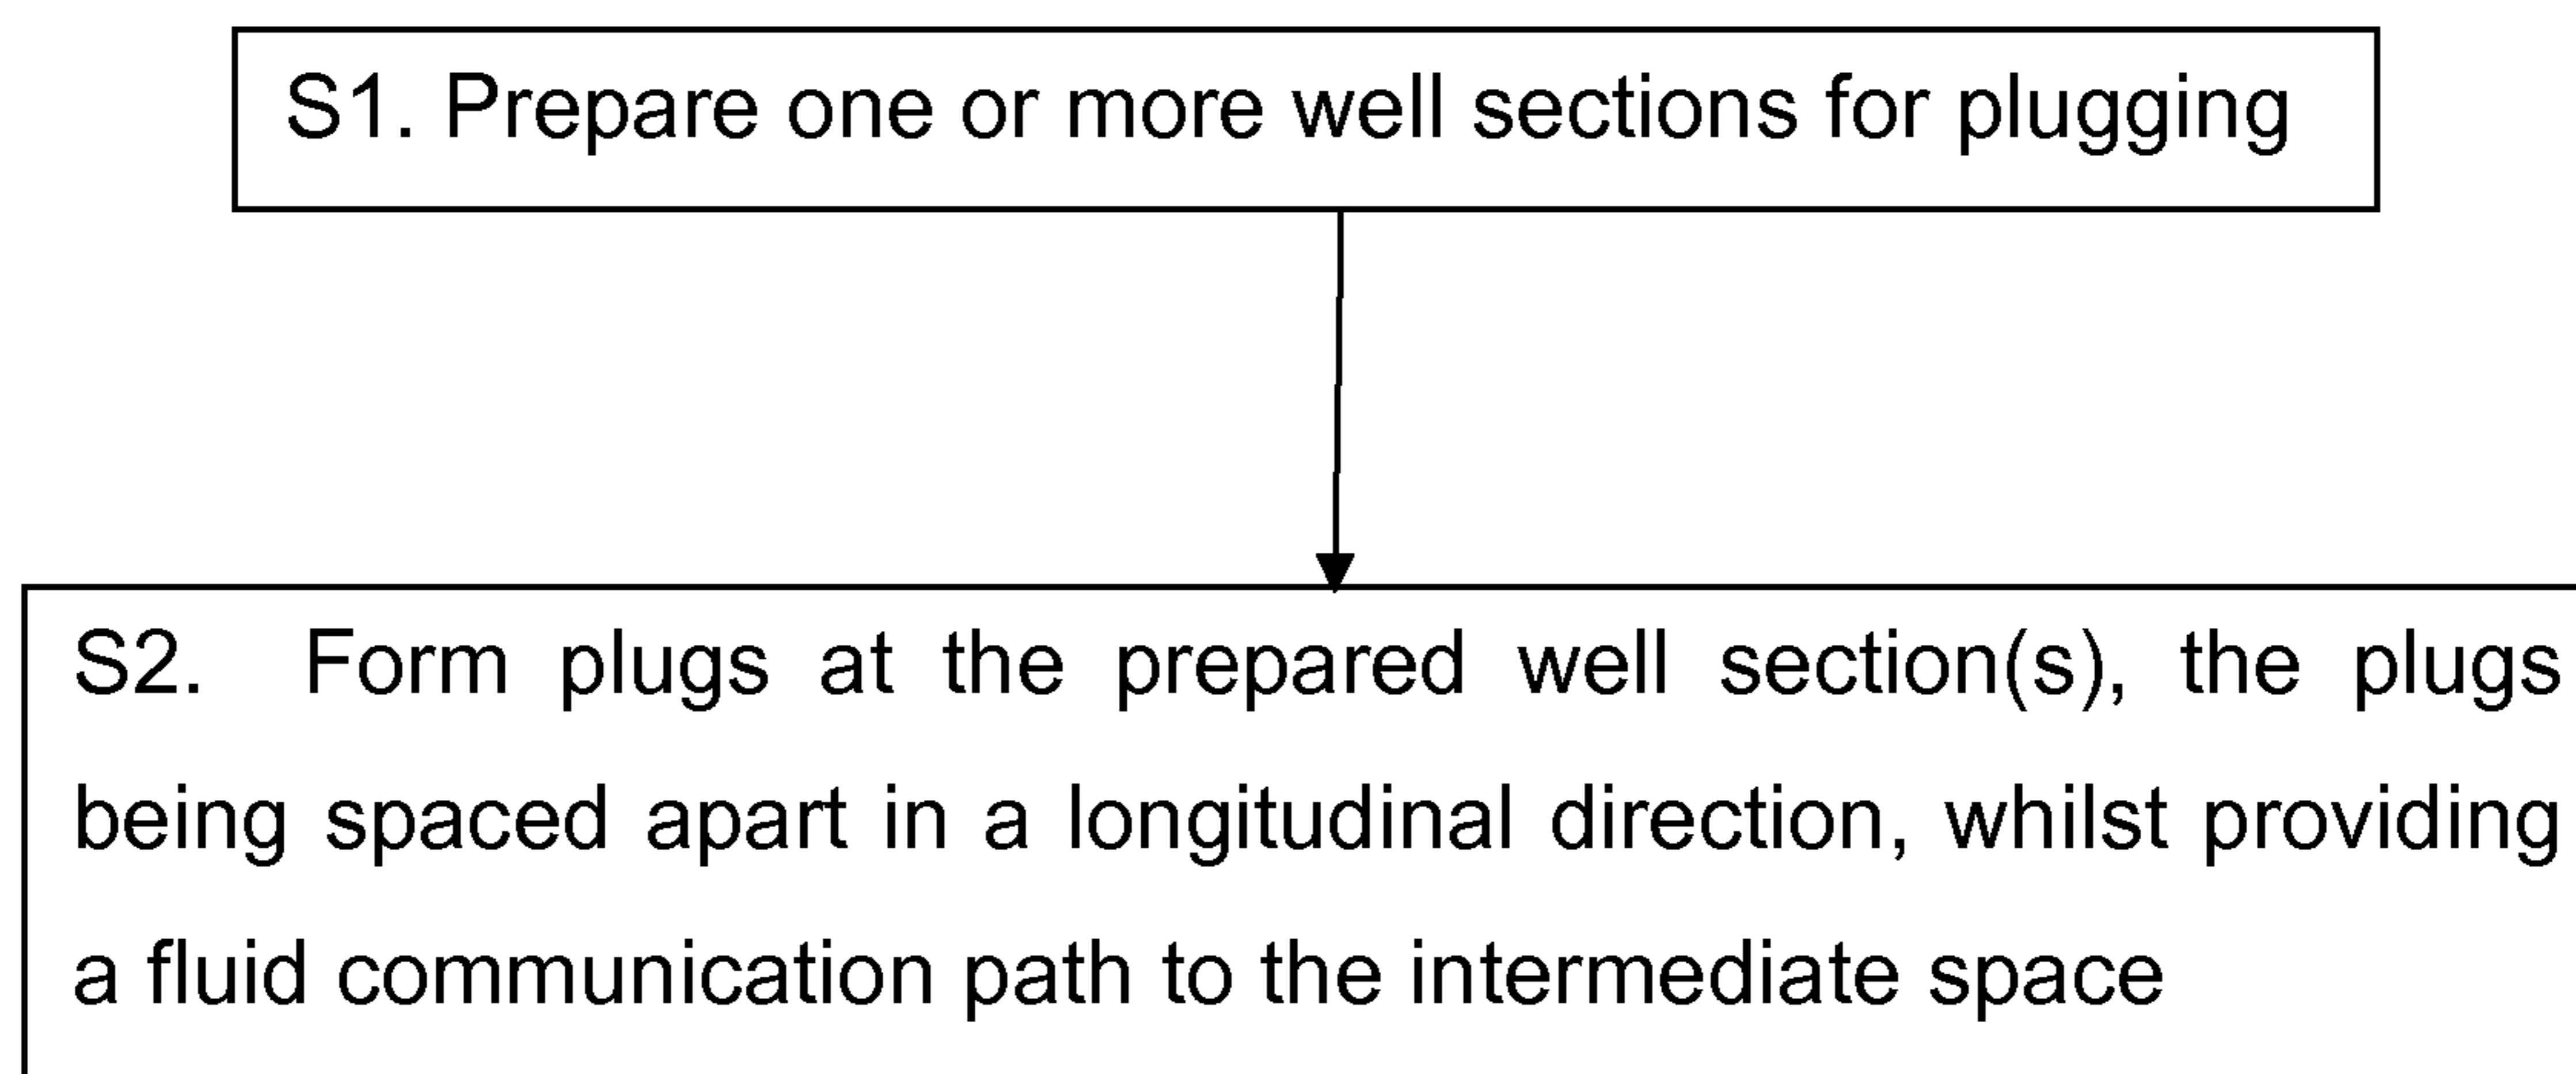 S1. Prepare one or more well sections for plugging
S2. Form plugs at the prepared well section(s), the plugs
being spaced apart in a longitudinal direction, whilst providing
a fluid communication path to the intermediate space